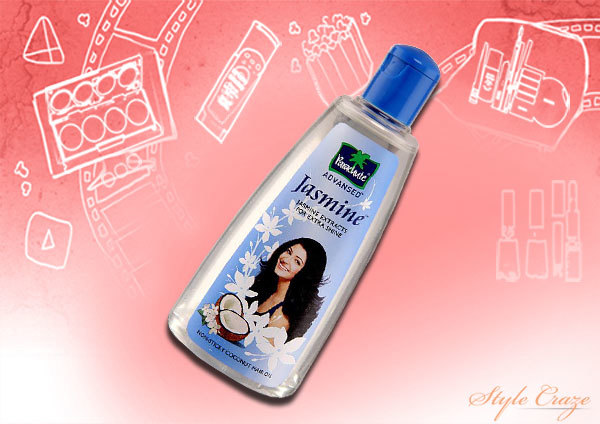 Parachute
ADVANSED
Jasmine
JASMINE EXTRACTS
FOR EXTRA SHINE
NON-STICKY COCONUT HAIR OIL
Style Craze